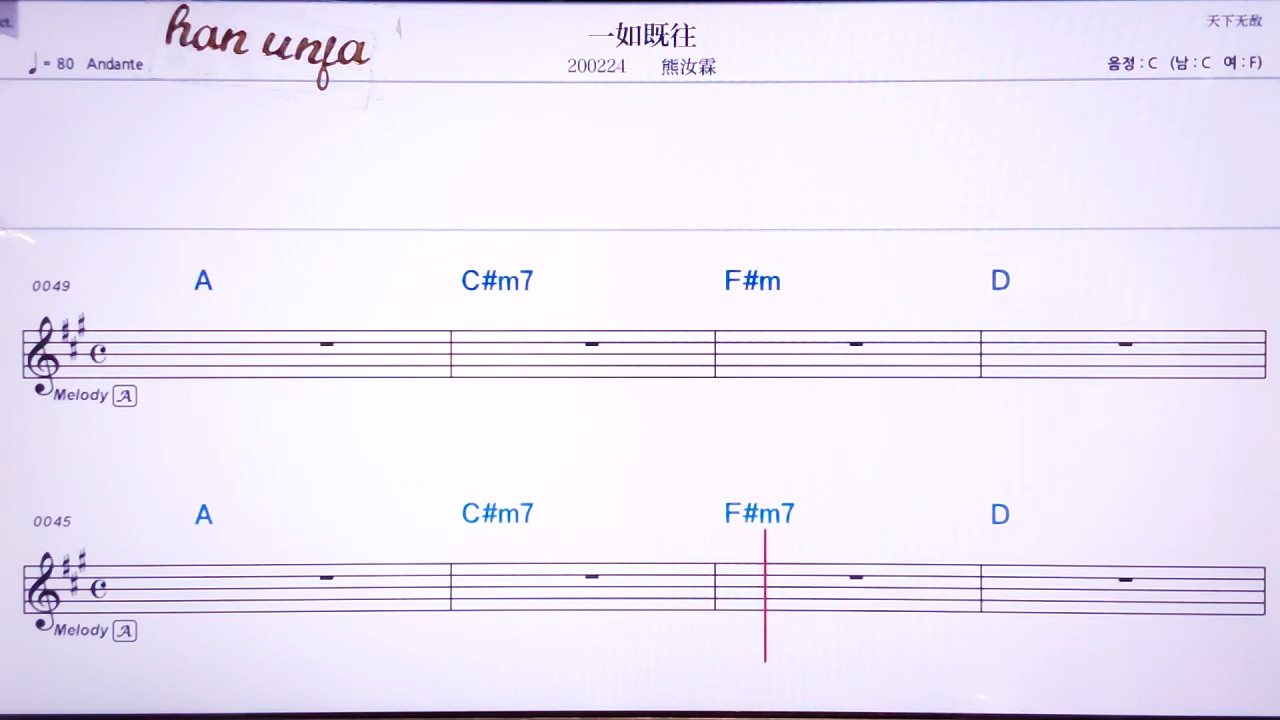 han unfa
一如既往
天下无敌
♩= 80 Andante
200224 熊汝霖
음정 : C (남 : C 여 : F)
0049 A C#m7 F#m D
Melody A
0045 A C#m7 F#m7 D
Melody A